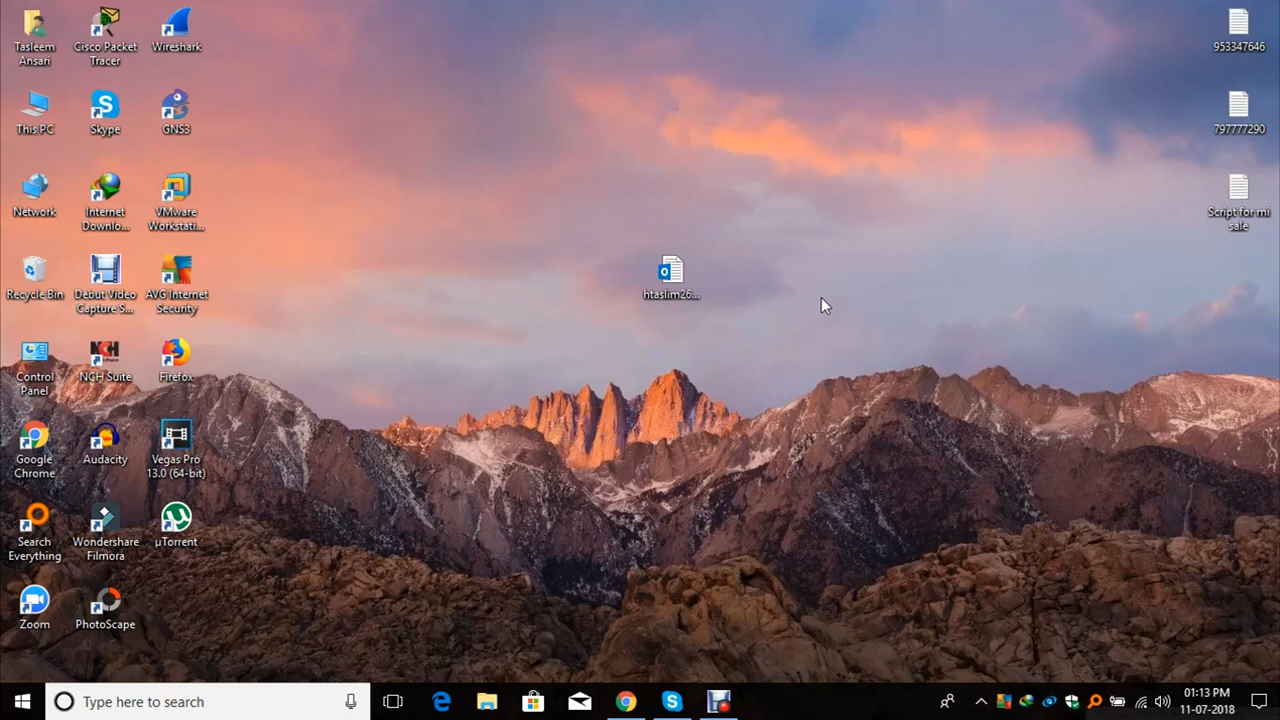 Tasleem
Ansari
Cisco Packet
Tracer
Wireshark
953347646
This PC
Skype
GNS3
797777290
Network
Internet
Downlo...
VMware
Workstati...
Script for mi
sale
Recycle Bin
Debut Video
Capture S...
AVG Internet
Security
htaslim26...
Control
Panel
NCH
NCH Suite
Firefox
Google
Chrome
Audacity
Vegas Pro
13.0 (64-bit)
Search
Everything
Wondershare
Filmora
µTorrent
Zoom
PhotoScape
Type here to search
01:13 PM
11-07-2018